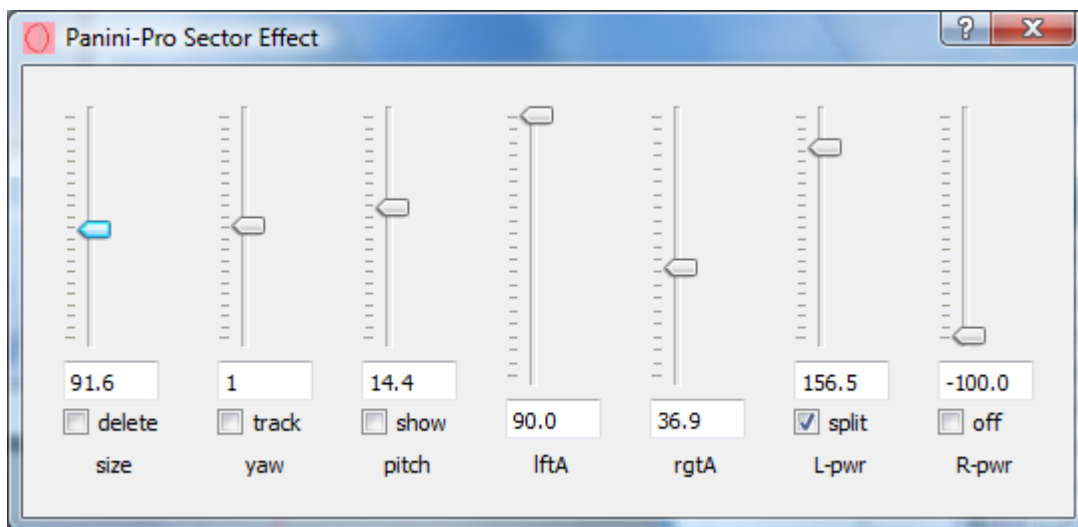 Panini-Pro Sector Effect
91.6 1 14.4 156.5 -100.0
delete track show 90.0 36.9 split off
size yaw pitch lftA rgtA L-pwr R-pwr